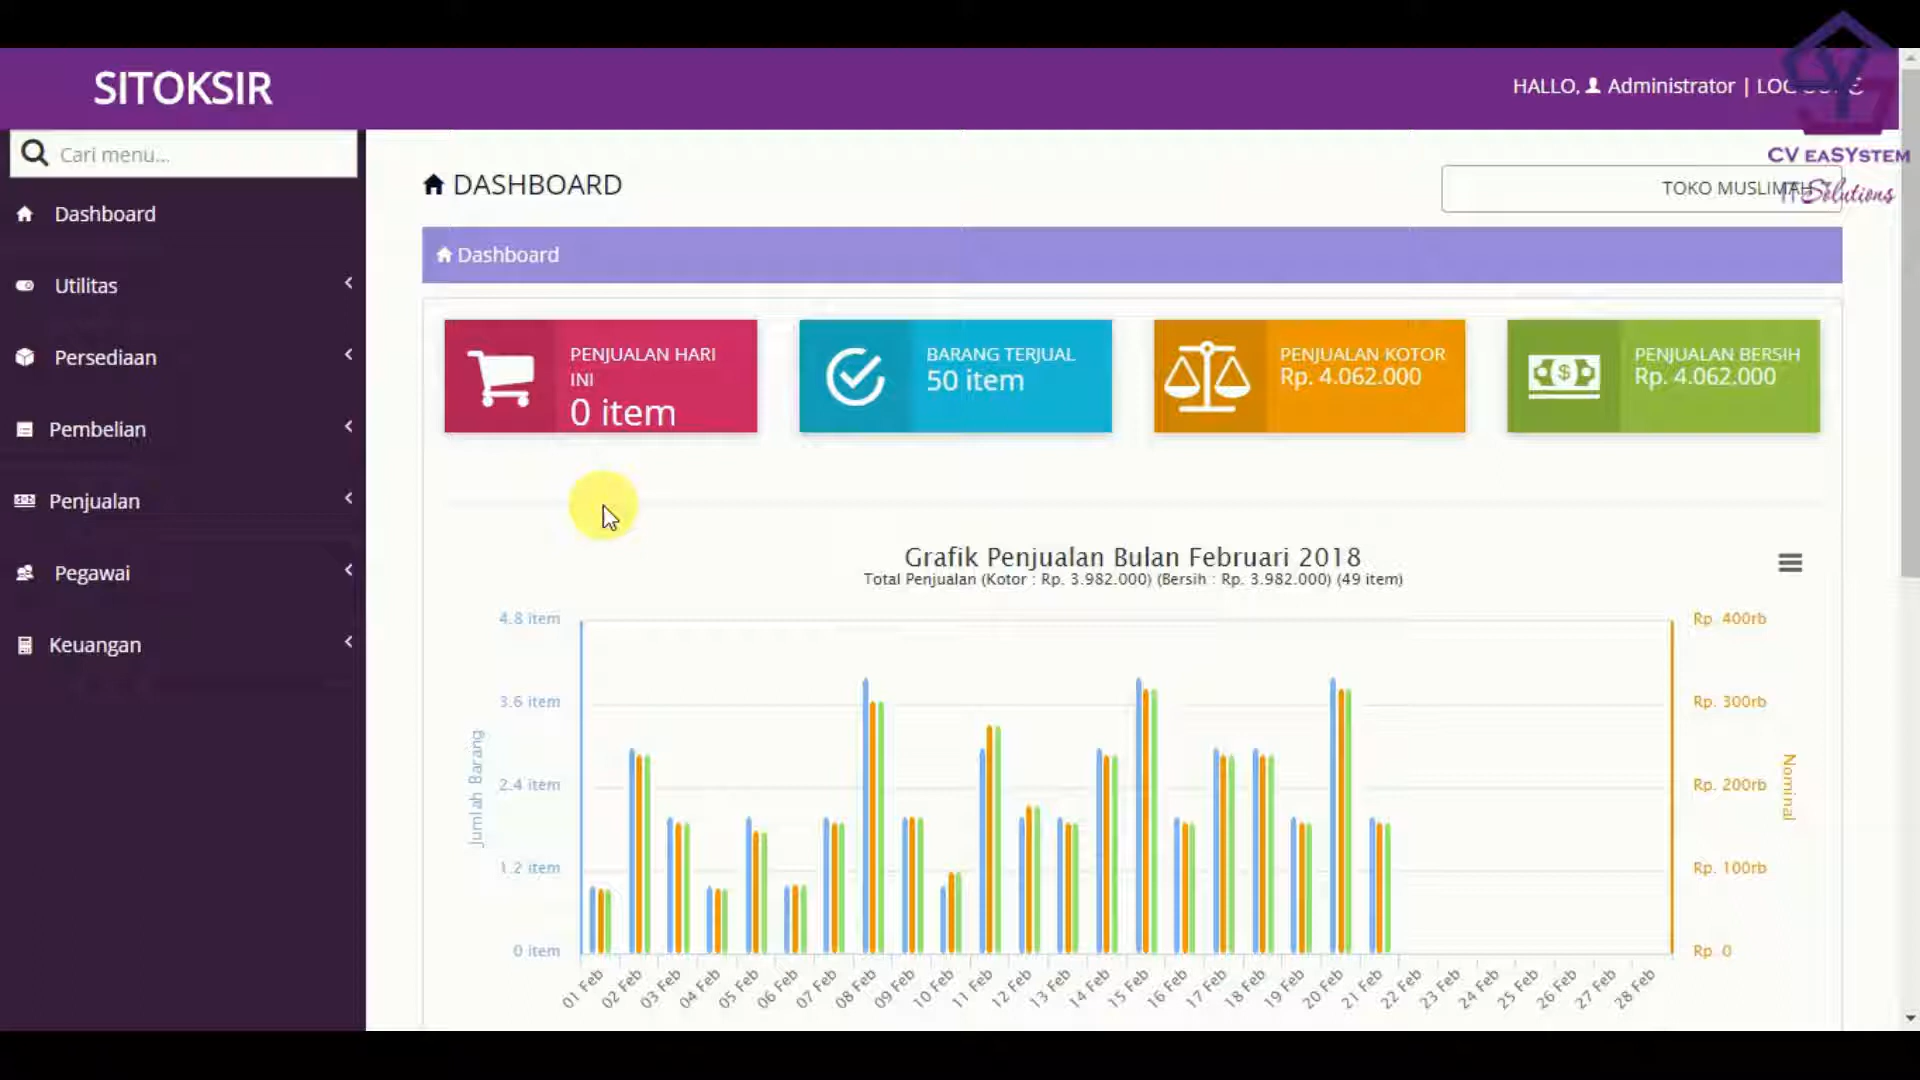 SITOKSIR
HALLO, Administrator |
CV eaSYstem
IT Solutions
Cari menu...
Dashboard
Utilitas
Persediaan
Pembelian
Penjualan
Pegawai
Keuangan
DASHBOARD
TOKO MUSLIMAH
Dashboard
PENJUALAN HARI
INI
0 item
BARANG TERJUAL
50 item
PENJUALAN KOTOR
Rp. 4.062.000
PENJUALAN BERSIH
Rp. 4.062.000
Grafik Penjualan Bulan Februari 2018
Total Penjualan (Kotor : Rp. 3.982.000) (Bersih : Rp. 3.982.000) (49 item)
4.8 item
3.6 item
2.4 item
1.2 item
0 item
Jumlah Barang
Rp. 400rb
Rp. 300rb
Rp. 200rb
Rp. 100rb
Rp. 0
Nominal
01 Feb
02 Feb
03 Feb
04 Feb
05 Feb
06 Feb
07 Feb
08 Feb
09 Feb
10 Feb
11 Feb
12 Feb
13 Feb
14 Feb
15 Feb
16 Feb
17 Feb
18 Feb
19 Feb
20 Feb
21 Feb
22 Feb
23 Feb
24 Feb
25 Feb
26 Feb
27 Feb
28 Feb